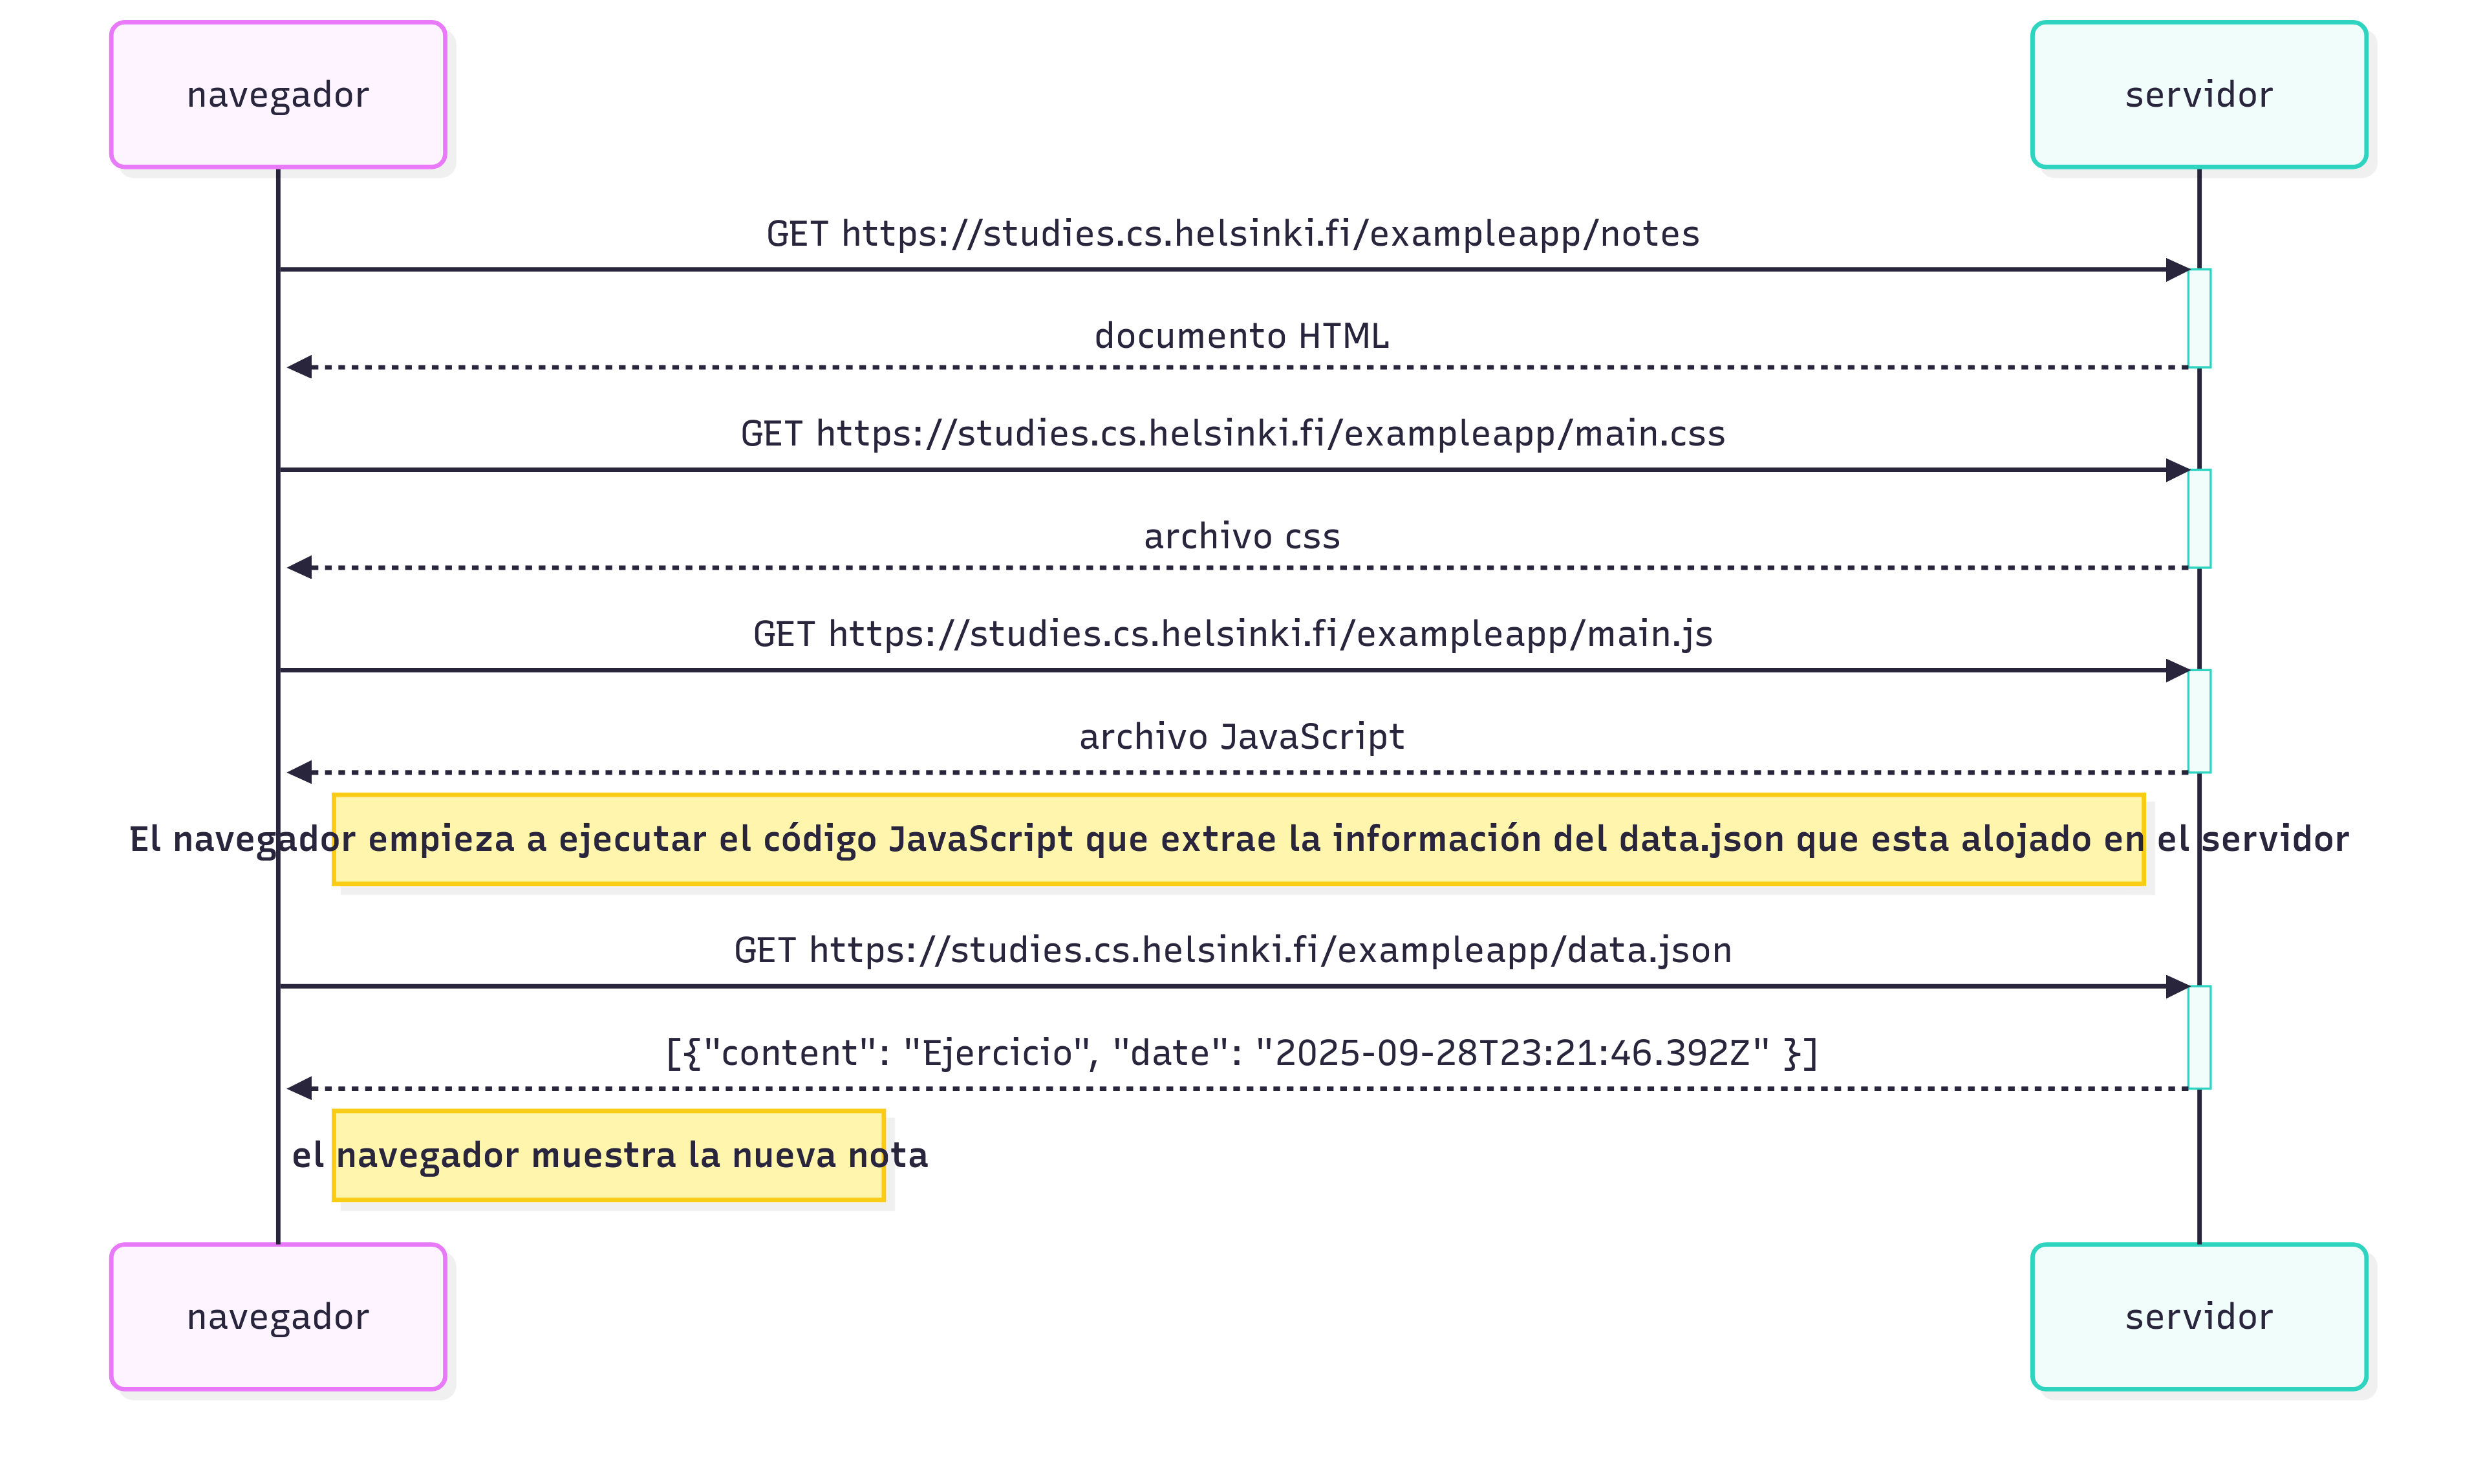 navegador
servidor
GET https://studies.cs.helsinki.fi/exampleapp/notes
documento HTML
GET https://studies.cs.helsinki.fi/exampleapp/main.css
archivo css
GET https://studies.cs.helsinki.fi/exampleapp/main.js
archivo JavaScript
El navegador empieza a ejecutar el código JavaScript que extrae la información del data.json que esta alojado en el servidor
GET https://studies.cs.helsinki.fi/exampleapp/data.json
[{"content": "Ejercicio", "date": "2025-09-28T23:21:46.392Z" }]
el navegador muestra la nueva nota
navegador
servidor